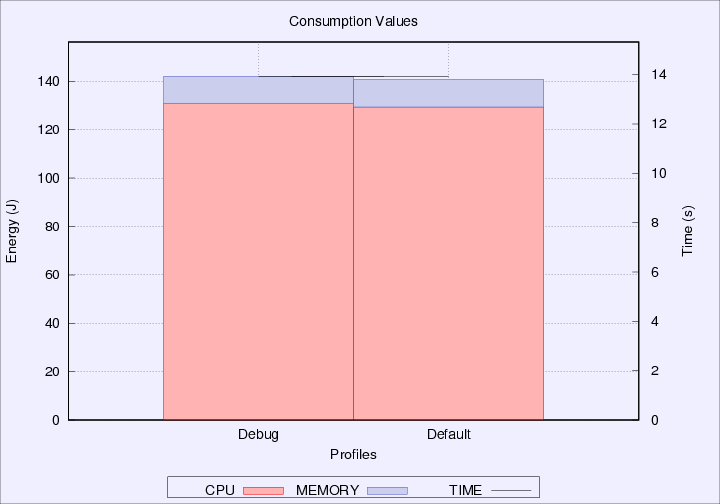 Consumption Values
140
120
100
80
60
40
20
0
Energy (J)
14
12
10
8
6
4
2
0
Time (s)
Debug Default
Profiles
CPU MEMORY TIME